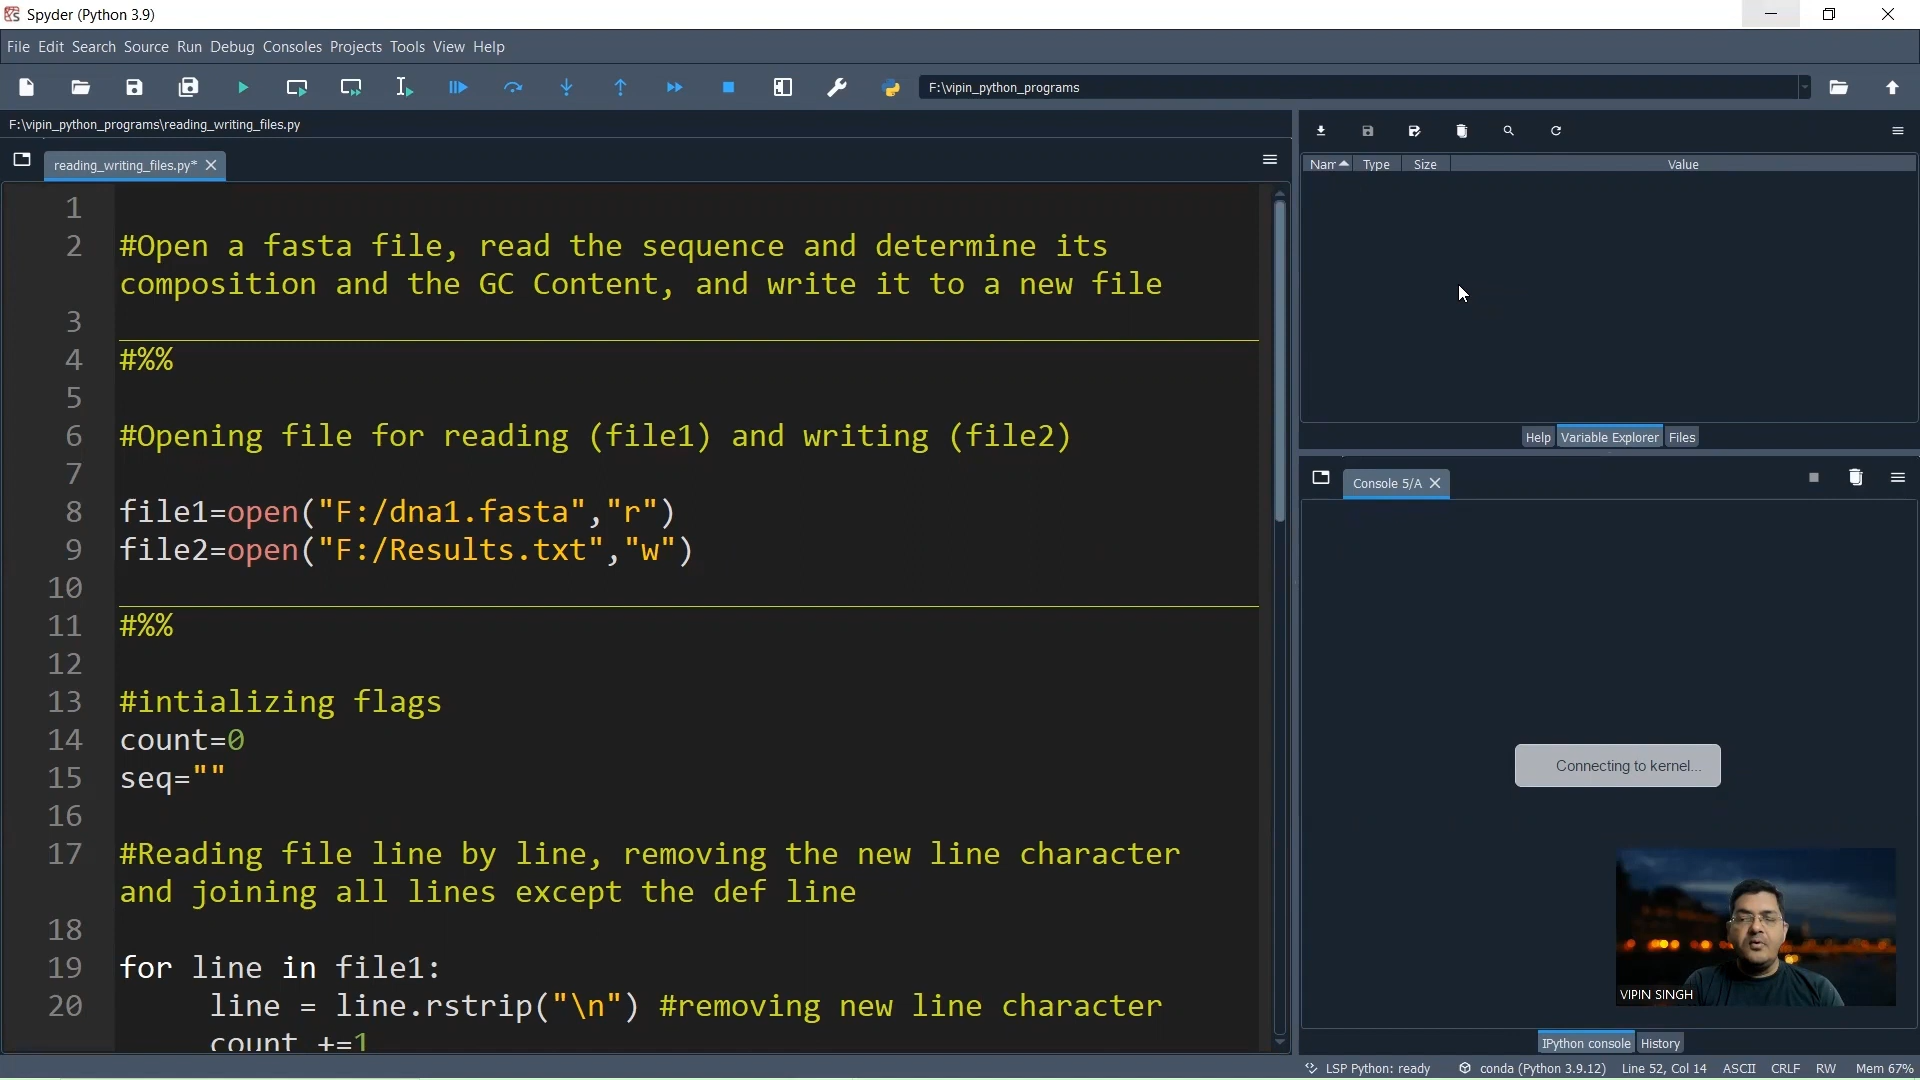 Spyder (Python 3.9)
File Edit Search Source Run Debug Consoles Projects Tools View Help
F:\vipin_python_programs
F:\vipin_python_programs\reading_writing_files.py
reading_writing_files.py*
1
2 #Open a fasta file, read the sequence and determine its
composition and the GC Content, and write it to a new file
3
4 #%%
5
6 #Opening file for reading (file1) and writing (file2)
7
8 file1=open("F:/dna1.fasta","r")
9 file2=open("F:/Results.txt","w")
10
11 #%%
12
13 #intializing flags
14 count=0
15 seq=""
16
17 #Reading file line by line, removing the new line character
and joining all lines except the def line
18
19 for line in file1:
20 line = line.rstrip("\n") #removing new line character
count +=1
Nam Type Size Value
Help Variable Explorer Files
Console 5/A
Connecting to kernel...
VIPIN SINGH
IPython console History
LSP Python: ready conda (Python 3.9.12) Line 52, Col 14 ASCII CRLF RW Mem 67%